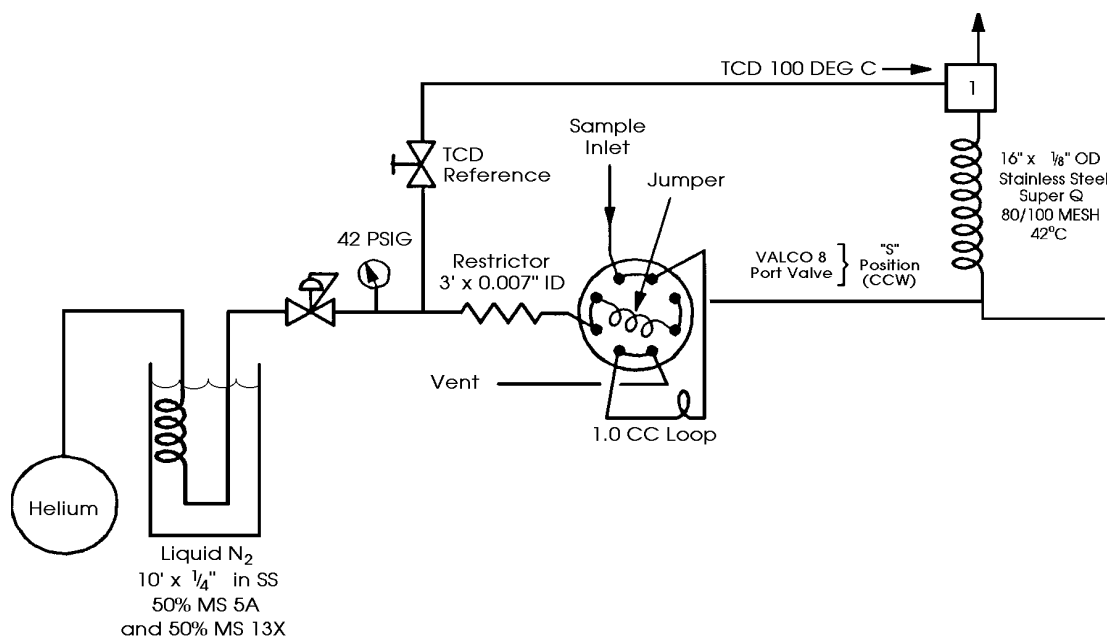 TCD 100 DEG C
1
Sample
Inlet
TCD
Reference
Jumper
16" x 1/8" OD
Stainless Steel
Super Q
80/100 MESH
42°C
42 PSIG
Restrictor
3' x 0.007" ID
VALCO 8
Port Valve
"S"
Position
(CCW)
Vent
1.0 CC Loop
Helium
Liquid N₂
10' x 1/4" in SS
50% MS 5A
and 50% MS 13X